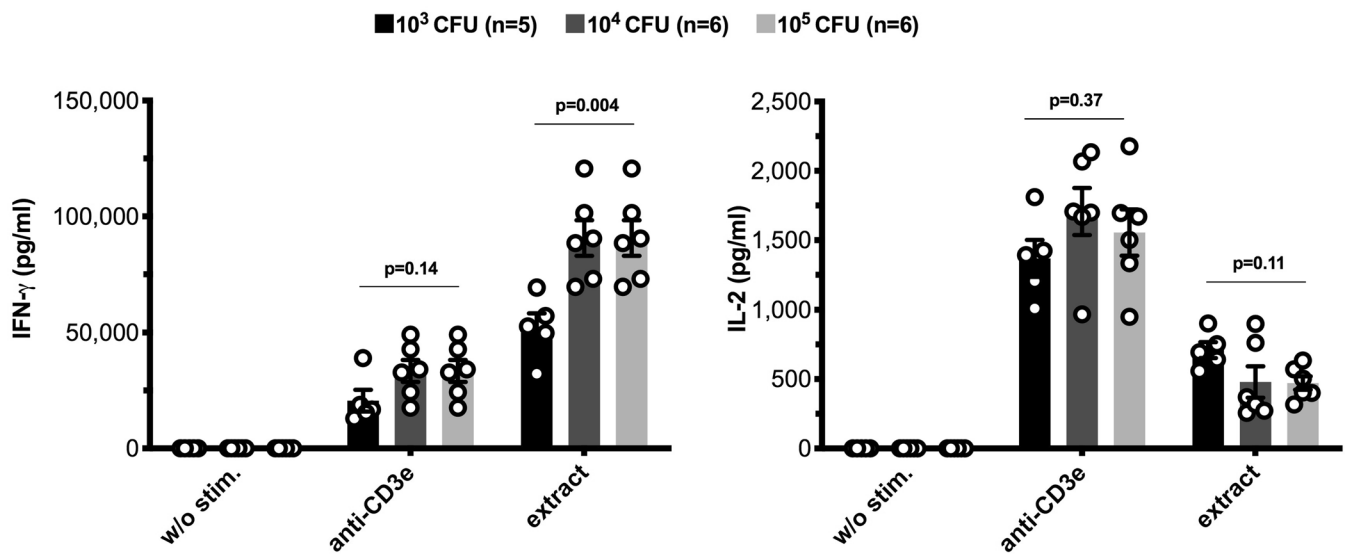 10³ CFU (n=5) 10⁴ CFU (n=6) 10⁵ CFU (n=6)
IFN-γ (pg/ml)
150,000
100,000
50,000
0
p=0.14
p=0.004
w/o stim.
anti-CD3e
extract
IL-2 (pg/ml)
2,500
2,000
1,500
1,000
500
0
p=0.37
p=0.11
w/o stim.
anti-CD3e
extract